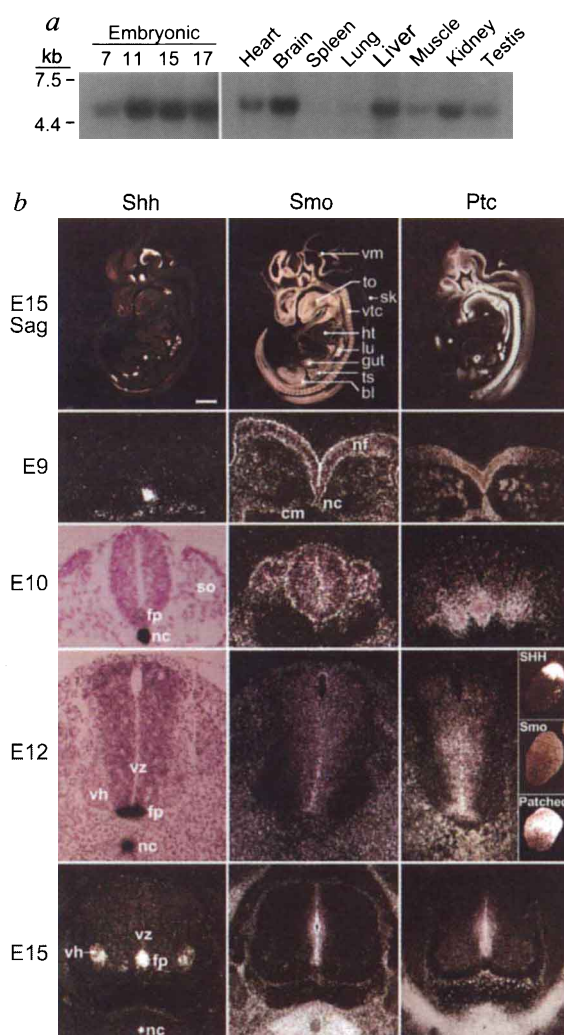 a
Embryonic
kb 7 11 15 17 Heart Brain Spleen Lung Liver Muscle Kidney Testis
7.5
4.4
b
Shh Smo Ptc
E15 Sag
vm
to
sk
vtc
ht
lu
gut
ts
bl
E9
nf
nc
cm
E10
so
fp
nc
E12
vz
vh
fp
nc
SHH
Smo
Patched
E15
vz
vh
fp
nc